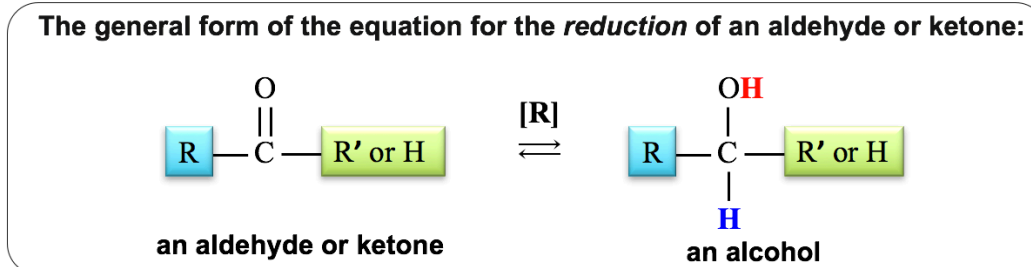 The general form of the equation for the reduction of an aldehyde or ketone:
O
R C R′ or H
[R]
OH
R C R′ or H
H
an aldehyde or ketone
an alcohol